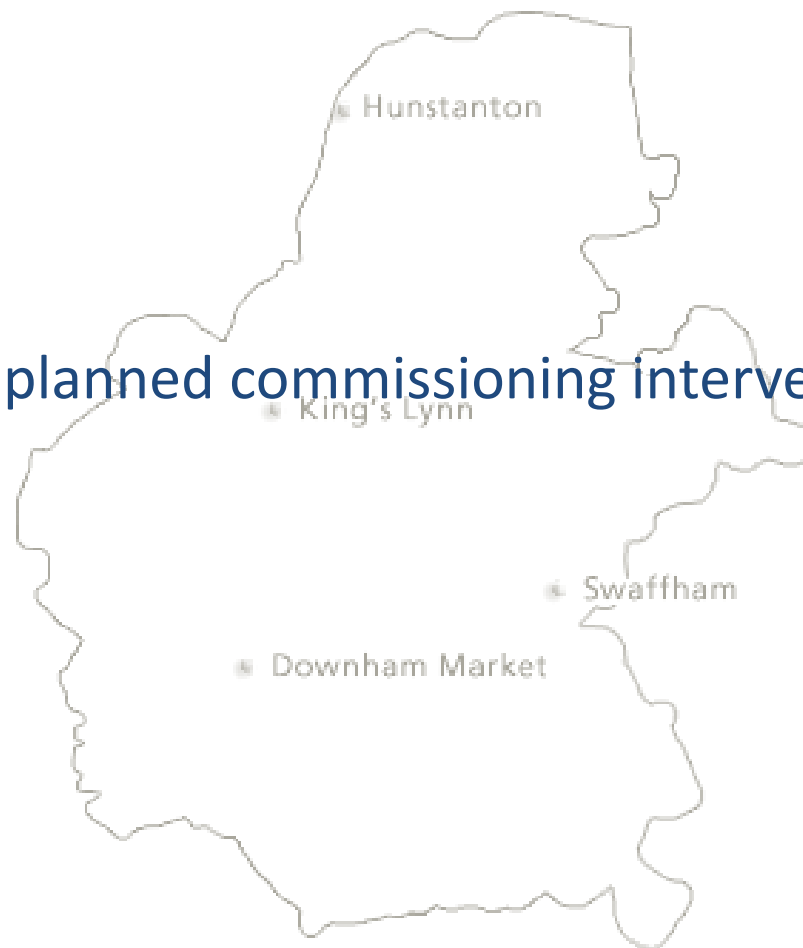 Hunstanton
planned commissioning interve
King's Lynn
Swaffham
Downham Market